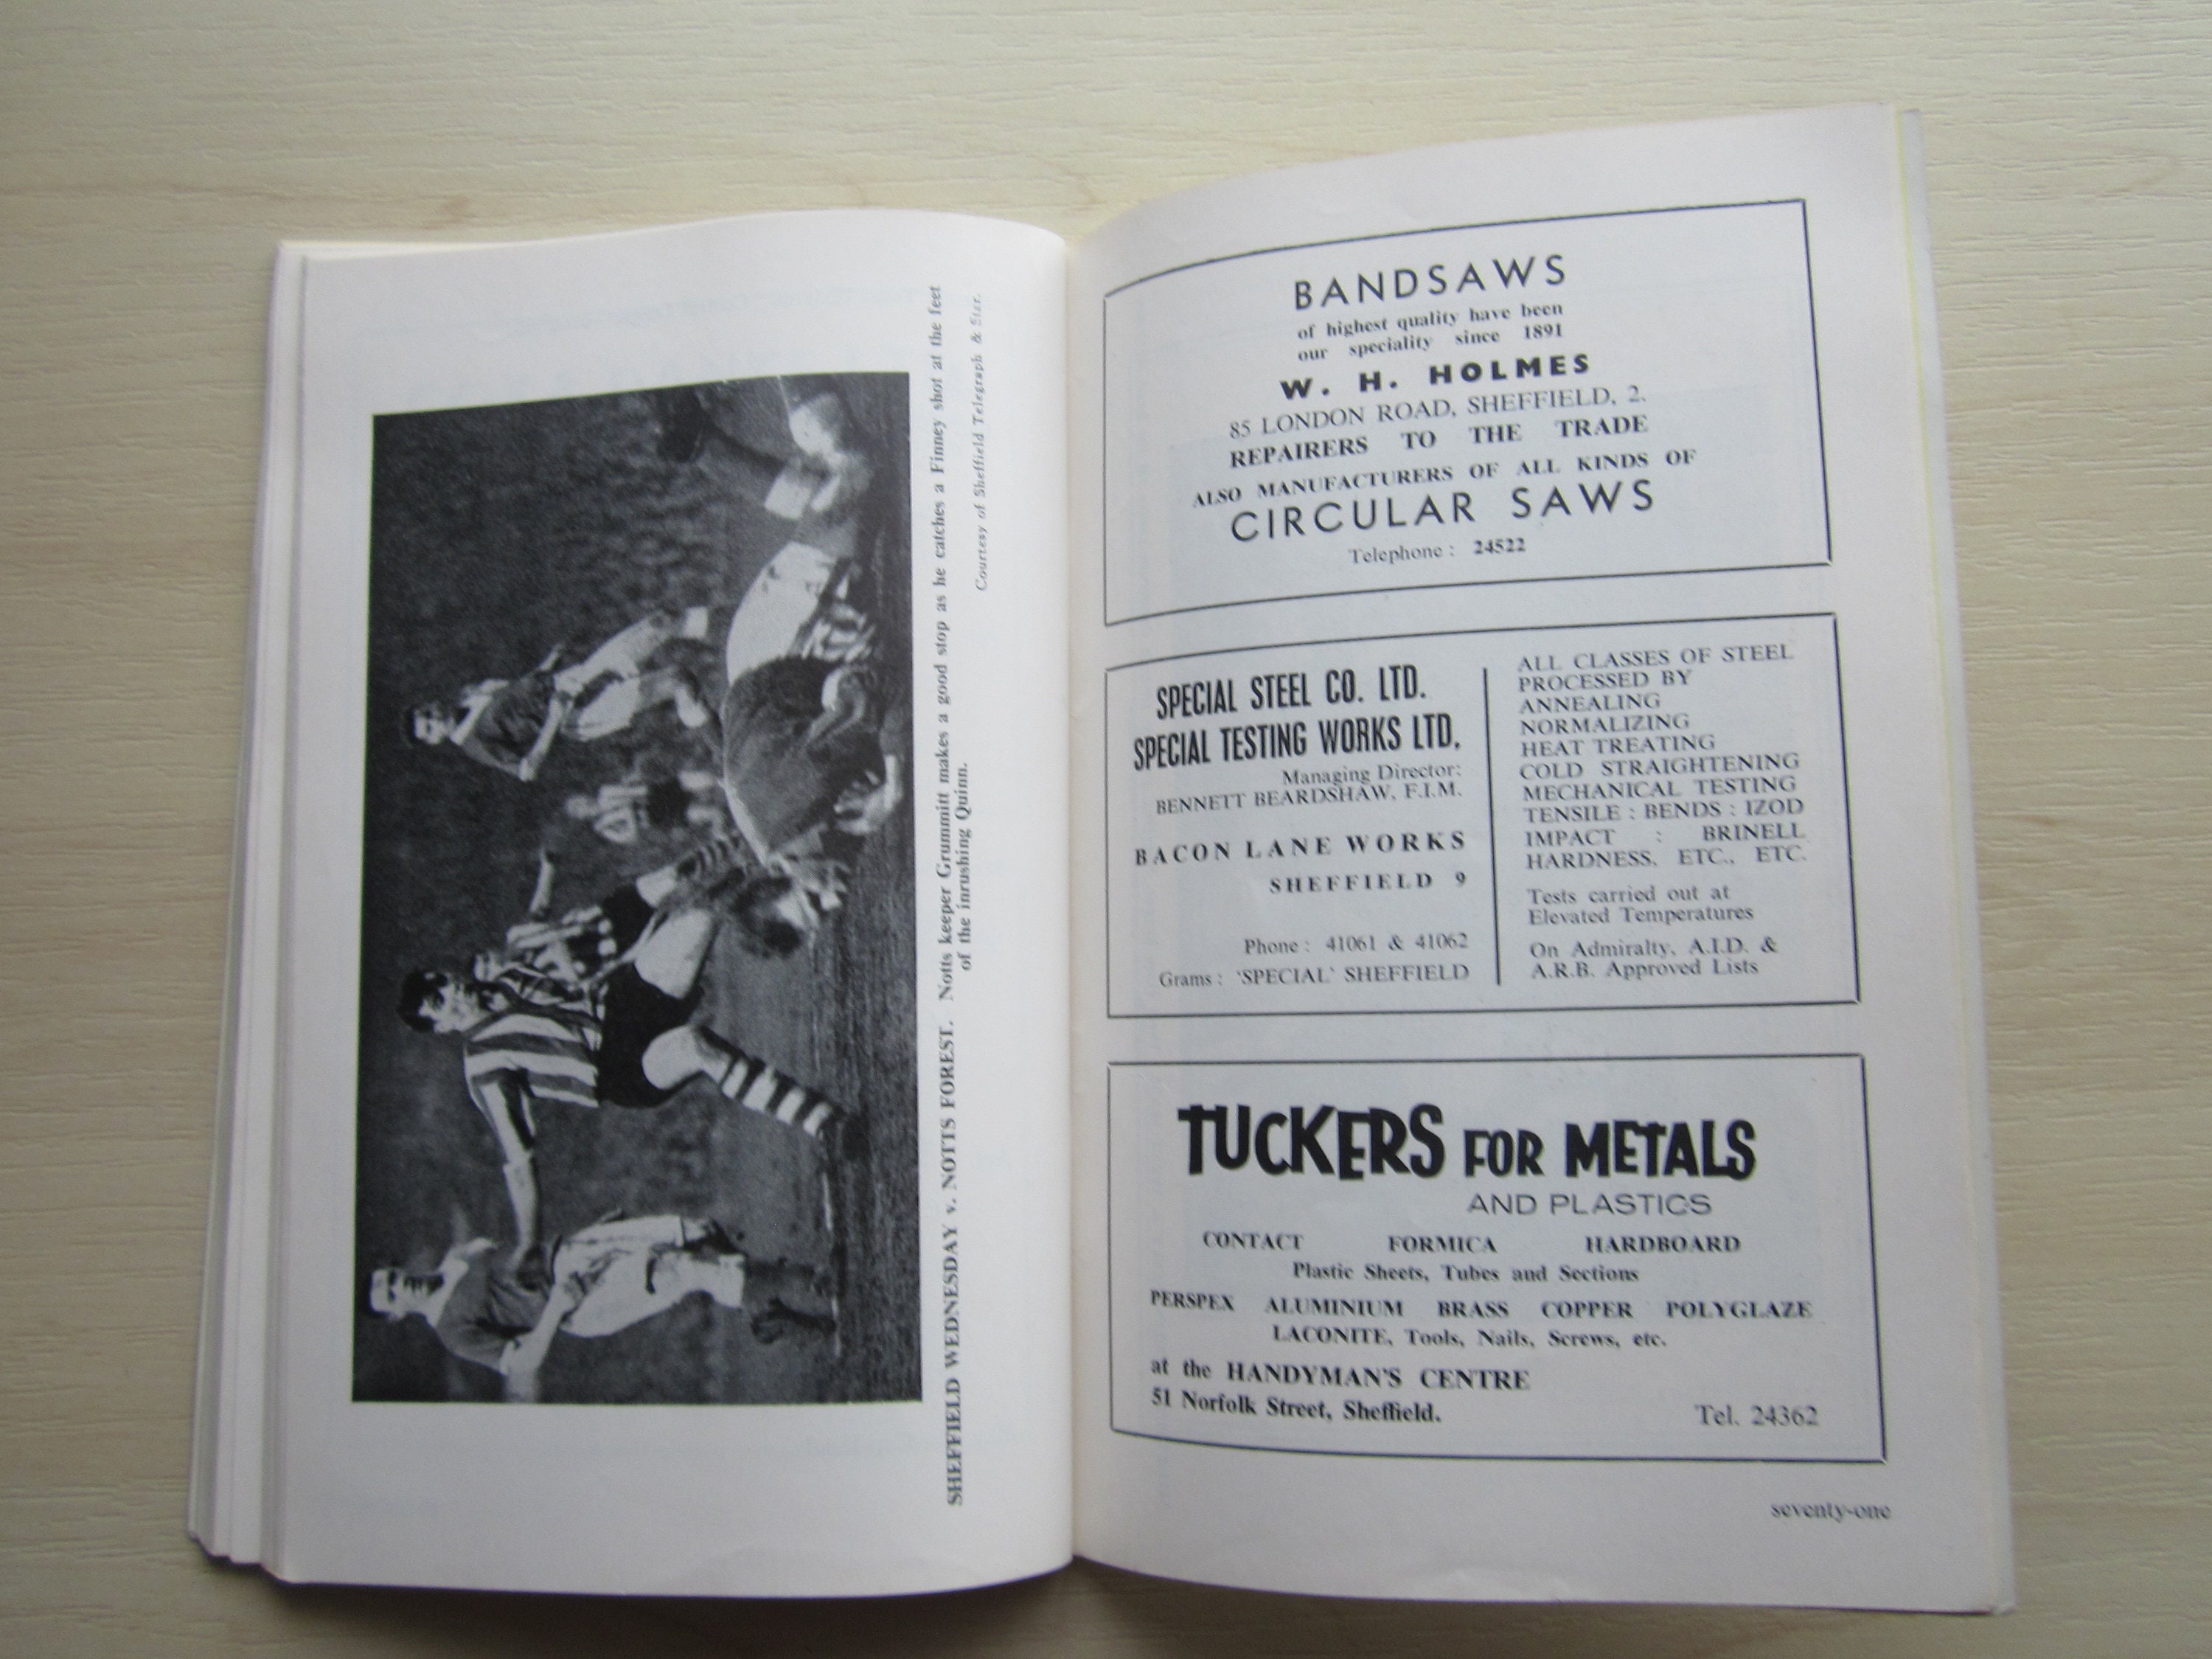 SHEFFIELD WEDNESDAY v. NOTTS FOREST. Notts keeper Grummitt makes a good stop as he catches a Finney shot at the feet
of the inrushing Quinn.
Courtesy of Sheffield Telegraph & Star.
BANDSAWS
of highest quality have been
our speciality since 1891
W. H. HOLMES
85 LONDON ROAD, SHEFFIELD, 2.
REPAIRERS TO THE TRADE
ALSO MANUFACTURERS OF ALL KINDS OF
CIRCULAR SAWS
Telephone : 24522
SPECIAL STEEL CO. LTD.
SPECIAL TESTING WORKS LTD.
Managing Director:
BENNETT BEARDSHAW, F.I.M.
BACON LANE WORKS
SHEFFIELD 9
Phone : 41061 & 41062
Grams : 'SPECIAL' SHEFFIELD
ALL CLASSES OF STEEL
PROCESSED BY
ANNEALING
NORMALIZING
HEAT TREATING
COLD STRAIGHTENING
MECHANICAL TESTING
TENSILE : BENDS : IZOD
IMPACT : BRINELL
HARDNESS, ETC., ETC.
Tests carried out at
Elevated Temperatures
On Admiralty, A.I.D. &
A.R.B. Approved Lists
TUCKERS FOR METALS
AND PLASTICS
CONTACT FORMICA HARDBOARD
Plastic Sheets, Tubes and Sections
PERSPEX ALUMINIUM BRASS COPPER POLYGLAZE
LACONITE, Tools, Nails, Screws, etc.
at the HANDYMAN'S CENTRE
51 Norfolk Street, Sheffield.
Tel. 24362
seventy-one